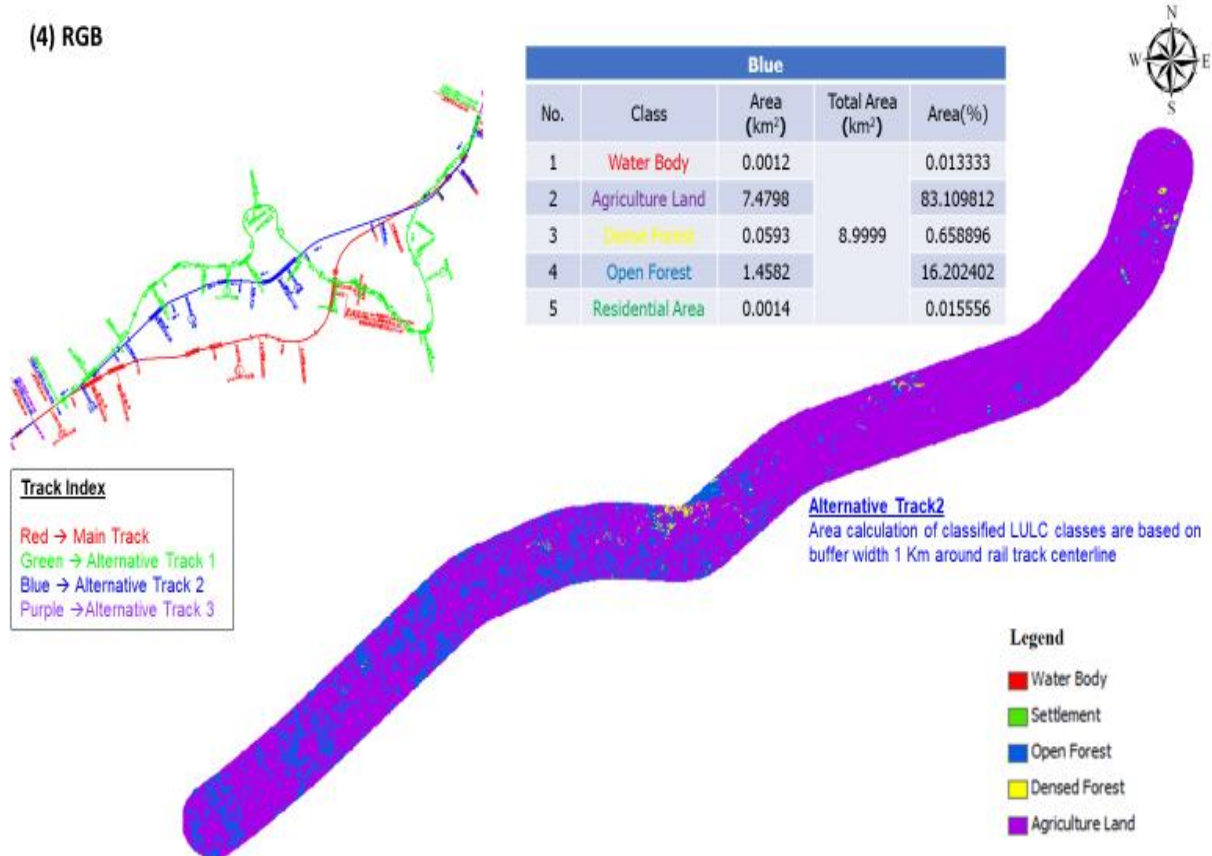 (4) RGB
N
W E
S
Blue
No. Class Area (km²) Total Area (km²) Area(%)
1 Water Body 0.0012 0.013333
2 Agriculture Land 7.4798 83.109812
3 Dense Forest 0.0593 8.9999 0.658896
4 Open Forest 1.4582 16.202402
5 Residential Area 0.0014 0.015556
Track Index
Red → Main Track
Green → Alternative Track 1
Blue → Alternative Track 2
Purple →Alternative Track 3
Alternative Track2
Area calculation of classified LULC classes are based on
buffer width 1 Km around rail track centerline
Legend
Water Body
Settlement
Open Forest
Densed Forest
Agriculture Land